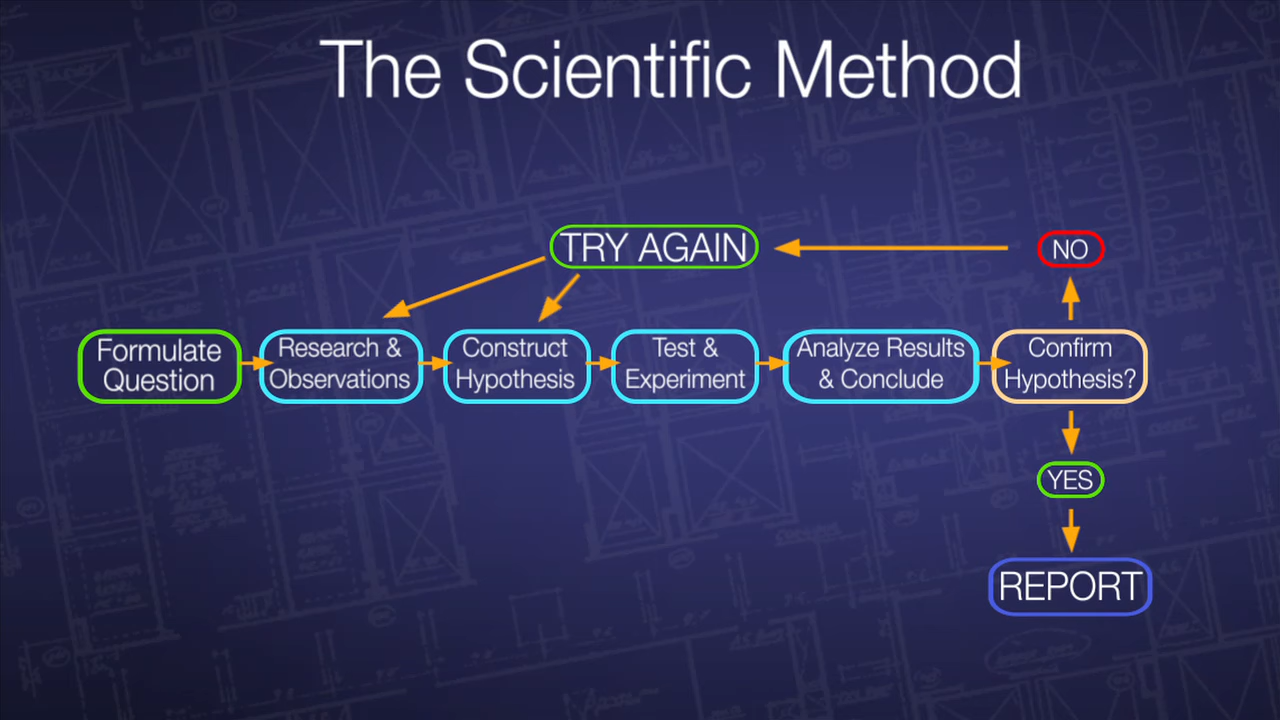 The Scientific Method
TRY AGAIN
NO
Formulate
Question
Research &
Observations
Construct
Hypothesis
Test &
Experiment
Analyze Results
& Conclude
Confirm
Hypothesis?
YES
REPORT